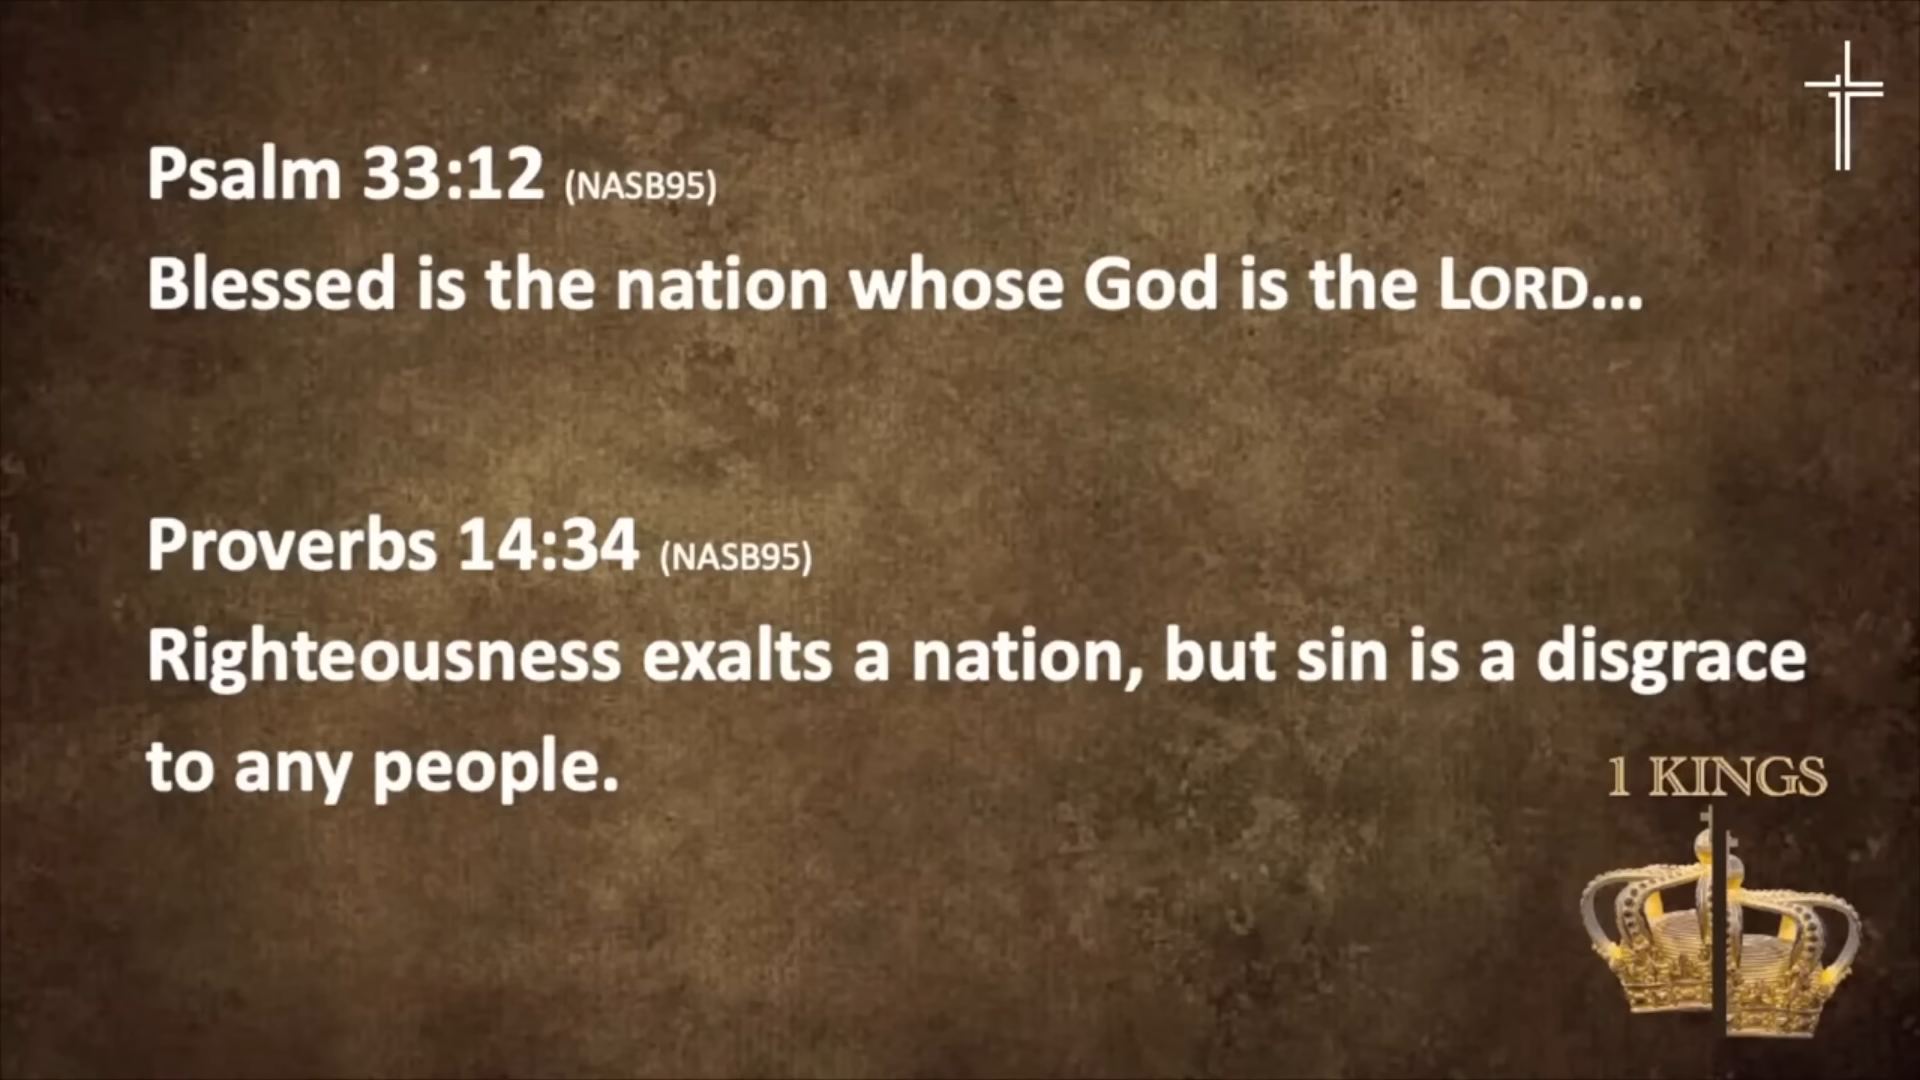 Psalm 33:12 (NASB95)
Blessed is the nation whose God is the LORD...
Proverbs 14:34 (NASB95)
Righteousness exalts a nation, but sin is a disgrace
to any people.
1 KINGS